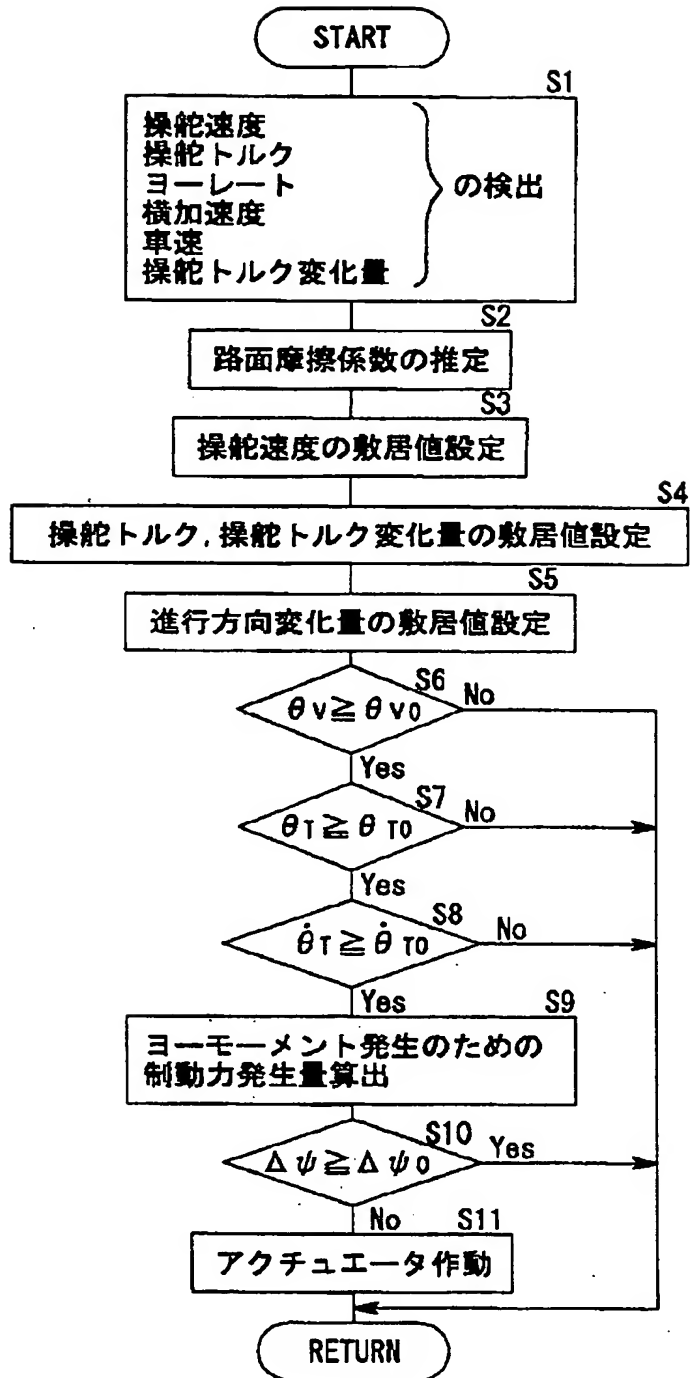 START
S1
操舵速度
操舵トルク
ヨーレート
横加速度
車速
操舵トルク変化量
の検出
S2
路面摩擦係数の推定
S3
操舵速度の敷居値設定
S4
操舵トルク,操舵トルク変化量の敷居値設定
S5
進行方向変化量の敷居値設定
S6
θV≧θV0
No
Yes
S7
θT≧θT0
No
Yes
S8
θ̇T≧θ̇T0
No
Yes
S9
ヨーモーメント発生のための
制動力発生量算出
S10
Δψ≧Δψ0
Yes
No
S11
アクチュエータ作動
RETURN